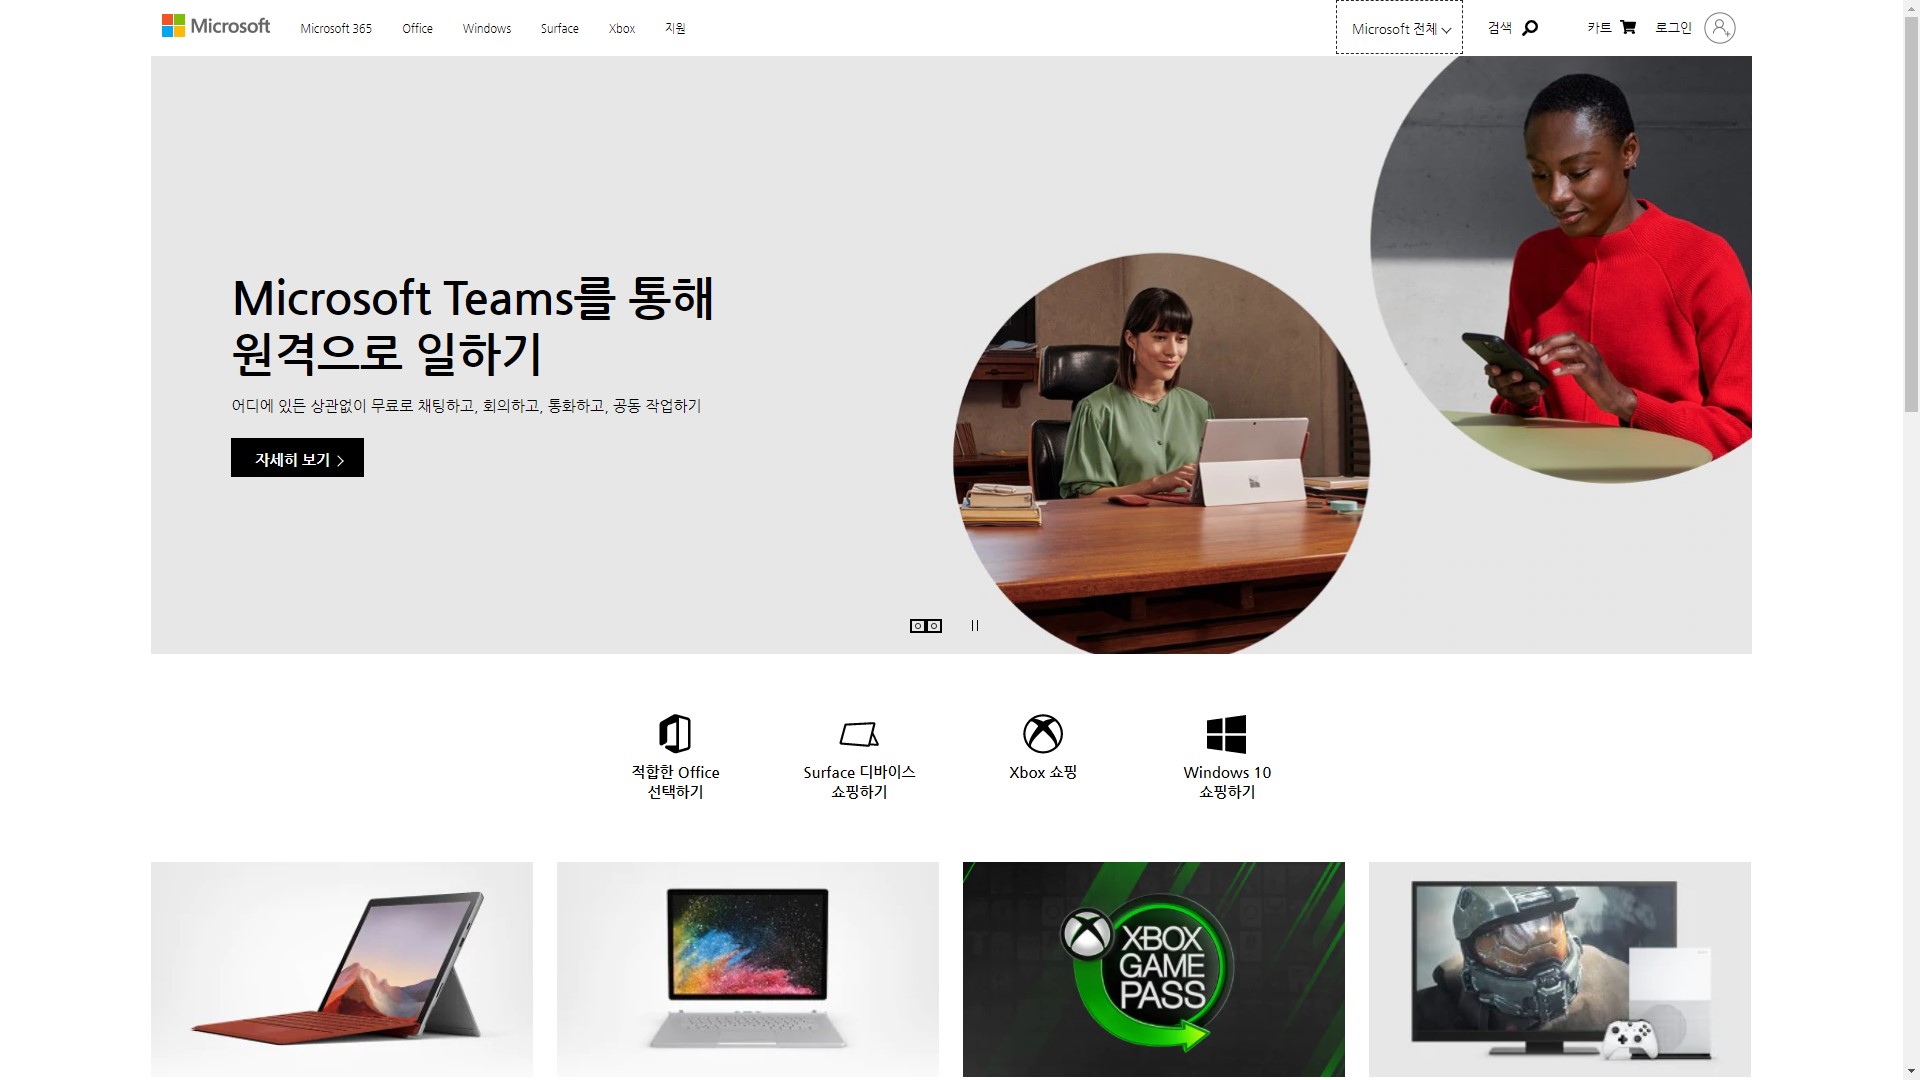 Microsoft
Microsoft 365
Office
Windows
Surface
Xbox
지원
Microsoft 전체
검색
카트
로그인
Microsoft Teams를 통해
원격으로 일하기
어디에 있든 상관없이 무료로 채팅하고, 회의하고, 통화하고, 공동 작업하기
자세히 보기
적합한 Office
선택하기
Surface 디바이스
쇼핑하기
Xbox 쇼핑
Windows 10
쇼핑하기
XBOX
GAME
PASS